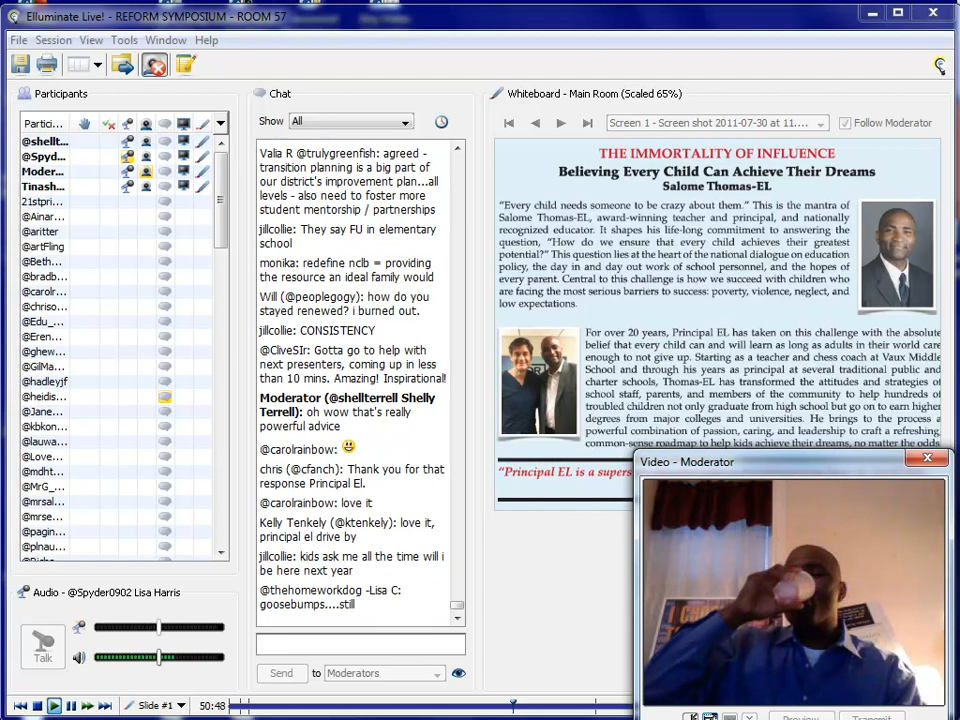 Elluminate Live! - REFORM SYMPOSIUM - ROOM 57
File Session View Tools Window Help
Participants
Partici...
@shellt...
@Spyd...
Moder...
Tinash...
21stpri...
@Ainar...
@aritter
@artFling
@Beth...
@bradb...
@carolr...
@chriso...
@Edu_...
@Eren...
@ghew...
@GilMa...
@hadleyjf
@heidis...
@Jane...
@kbkon...
@lauwa...
@Love...
@mdht...
@MrG_...
@mrsal...
@mrse...
@pagin...
@plnau...
Audio - @Spyder0902 Lisa Harris
Talk
Chat
Show All
Valia R @trulygreenfish: agreed -
transition planning is a big part
of our district's improvement plan...all
levels - also need to foster more
student mentorship / partnerships
jillcollie: They say FU in elementary
school
monika: redefine nclb = providing
the resource an ideal family would
Will (@peoplegogy): how do you
stayed renewed? i burned out.
jillcollie: CONSISTENCY
@CliveSIr: Gotta go to help with
next presenters, coming up in less
than 10 mins. Amazing! Inspirational!
Moderator (@shellterrell Shelly
Terrell): oh wow that's really
powerful advice
@carolrainbow:
chris (@cfanch): Thank you for that
response Principal El.
@carolrainbow: love it
Kelly Tenkely (@ktenkely): love it,
principal el drive by
jillcollie: kids ask me all the time will i
be here next year
@thehomeworkdog -Lisa C:
goosebumps....still
Send to Moderators
Whiteboard - Main Room (Scaled 65%)
Screen 1 - Screen shot 2011-07-30 at 11....
Follow Moderator
THE IMMORTALITY OF INFLUENCE
Believing Every Child Can Achieve Their Dreams
Salome Thomas-EL
“Every child needs someone to be crazy about them.” This is the mantra of
Salome Thomas-EL, award-winning teacher and principal, and nationally
recognized educator. It shapes his life-long commitment to answering the
question, “How do we ensure that every child achieves their greatest
potential?” This question lies at the heart of the national dialogue on education
policy, the day in and day out work of school personnel, and the hopes of
every parent. Central to this challenge is how we succeed with children who
are facing the most serious barriers to success: poverty, violence, neglect, and
low expectations.
For over 20 years, Principal EL has taken on this challenge with the absolute
belief that every child can and will learn as long as adults in their world care
enough to not give up. Starting as a teacher and chess coach at Vaux Middle
School and through his years as principal at several traditional public and
charter schools, Thomas-EL has transformed the attitudes and strategies of
school staff, parents, and members of the community to help hundreds of
troubled children not only graduate from high school but go on to earn higher
degrees from major colleges and universities. He brings to the process a
powerful combination of passion, caring, and leadership to craft a refreshing,
common-sense roadmap to help kids achieve their dreams, no matter the odds
“Principal EL is a supers
Video - Moderator
Preview Transmit
Slide #1 50:48